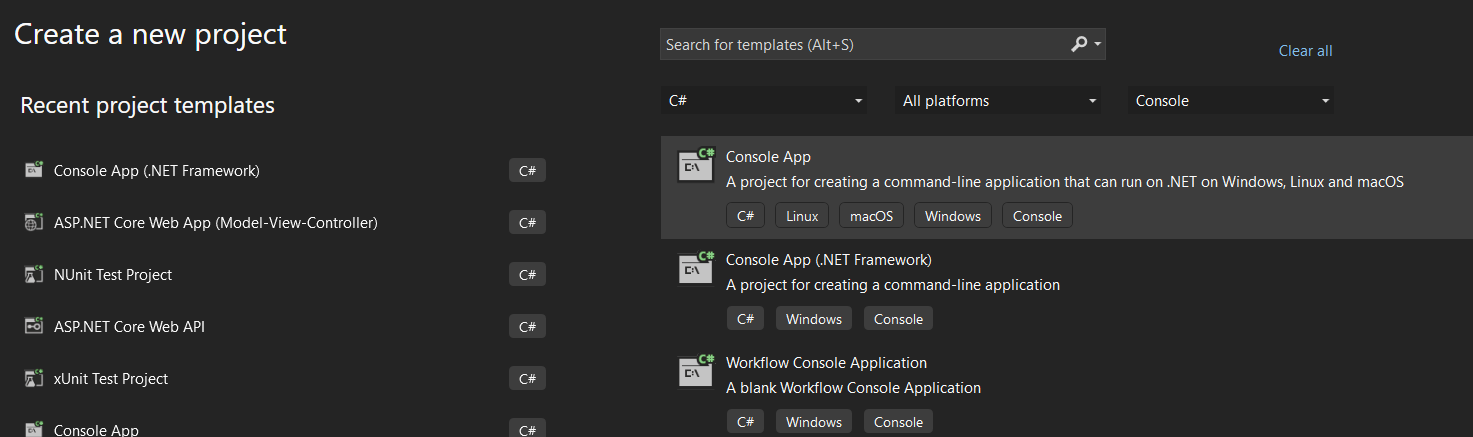 Create a new project
Search for templates (Alt+S)
Clear all
Recent project templates
C#
All platforms
Console
Console App (.NET Framework)
C#
ASP.NET Core Web App (Model-View-Controller)
C#
NUnit Test Project
C#
ASP.NET Core Web API
C#
xUnit Test Project
C#
Console App
C#
C#
Console App
A project for creating a command-line application that can run on .NET on Windows, Linux and macOS
C# Linux macOS Windows Console
C#
Console App (.NET Framework)
A project for creating a command-line application
C# Windows Console
C#
Workflow Console Application
A blank Workflow Console Application
C# Windows Console